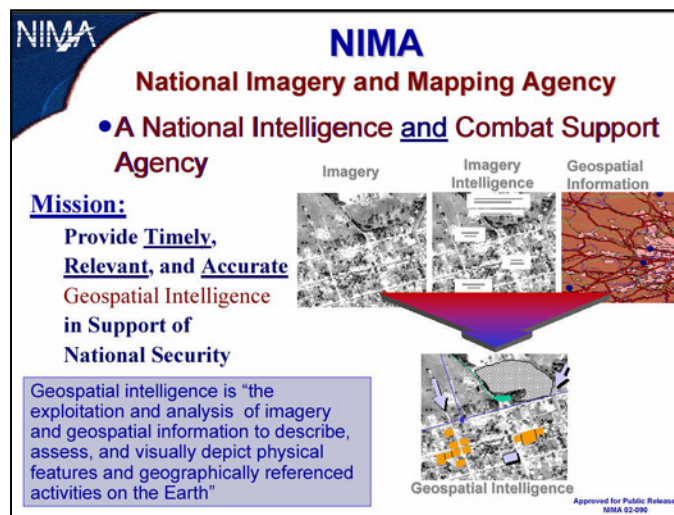 NIMA
NIMA
National Imagery and Mapping Agency
•A National Intelligence and Combat Support
Agency
Imagery
Imagery
Intelligence
Geospatial
Information
Mission:
Provide Timely,
Relevant, and Accurate
Geospatial Intelligence
in Support of
National Security
Geospatial intelligence is “the
exploitation and analysis of imagery
and geospatial information to describe,
assess, and visually depict physical
features and geographically referenced
activities on the Earth”
Geospatial Intelligence
Approved for Public Release
NIMA 02-090